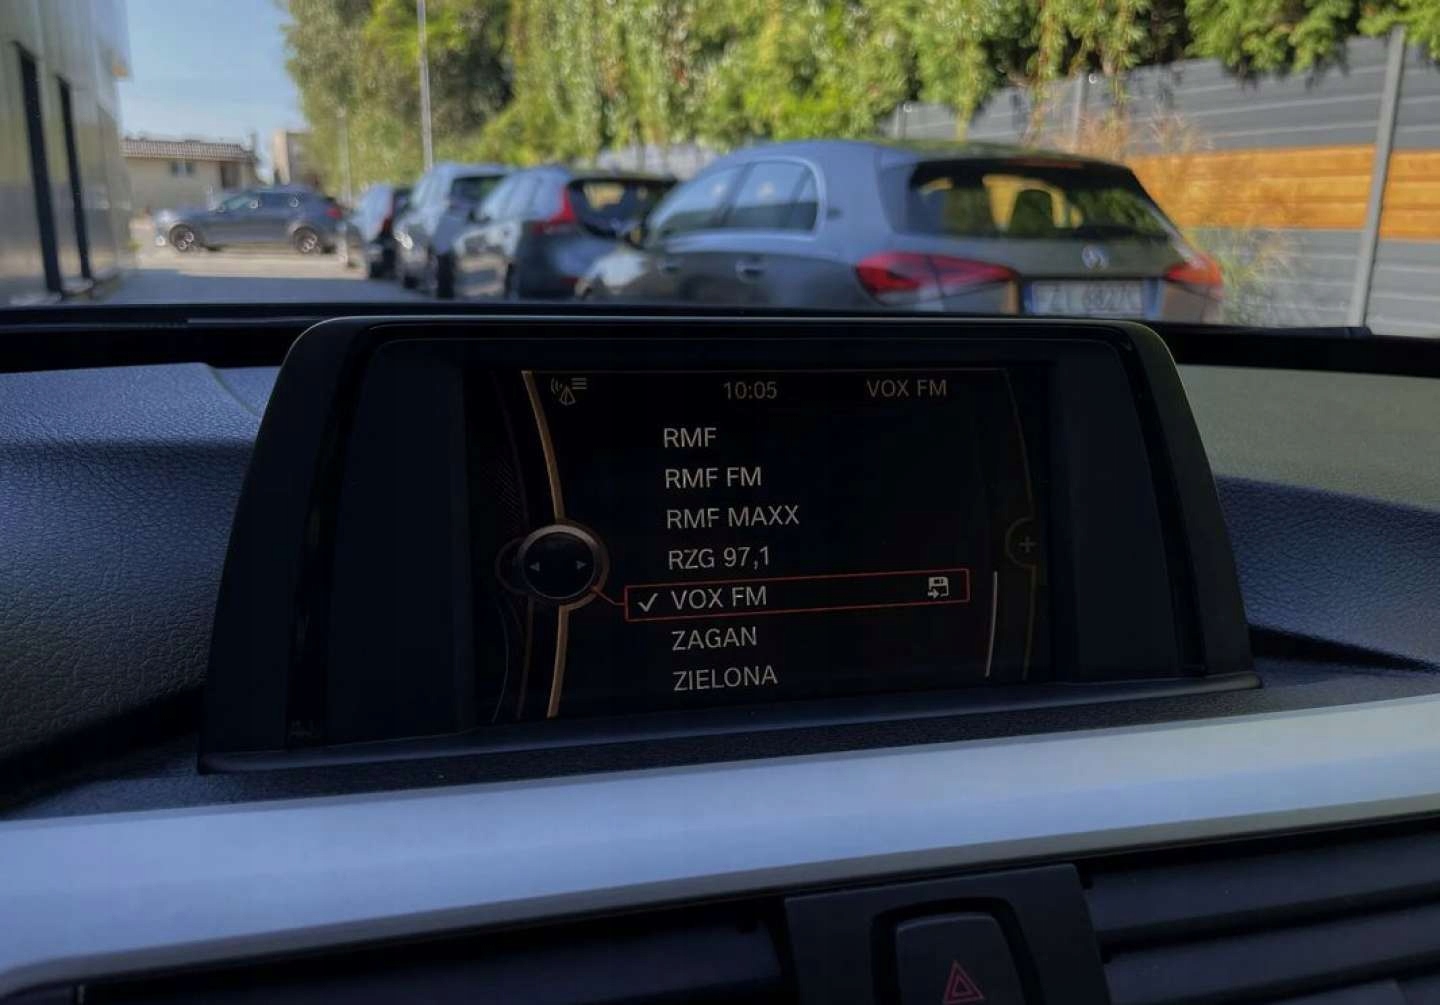 10:05 VOX FM
RMF
RMF FM
RMF MAXX
RZG 97,1
VOX FM
ZAGAN
ZIELONA